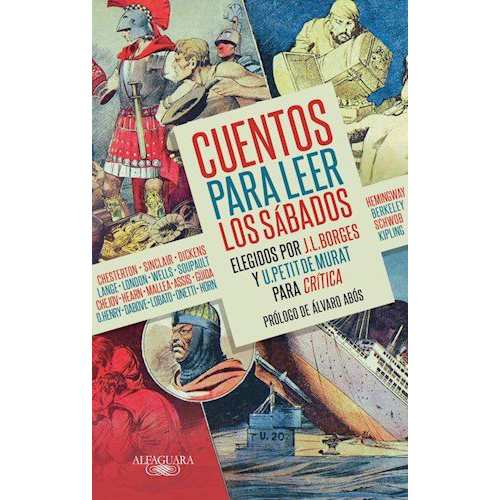 CUENTOS
PARA LEER
LOS SÁBADOS
ELEGIDOS POR J.L.BORGES
Y U.PETIT DE MURAT
PARA CRÍTICA
PRÓLOGO DE ÁLVARO ABÓS
HEMINGWAY
BERKELEY
SCHWOB
KIPLING
CHESTERTON · SINCLAIR · DICKENS
LANGE · LONDON · WELLS · SOUPAULT
CHEJOV · HEARN · MALLEA · ASSIS · GUIDA
O.HENRY · DABOVE · LOBATO · ONETTI · HORN
U.20
ALFAGUARA